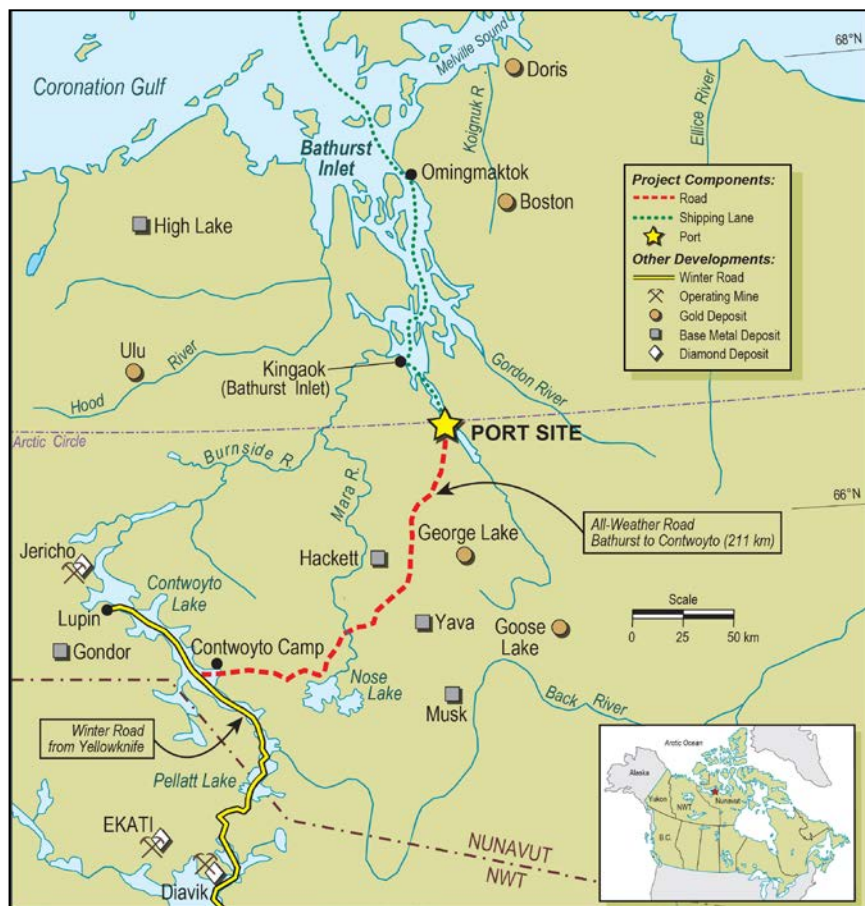 68°N
Melville Sound
Doris
Coronation Gulf
Koignuk R.
Ellice River
Bathurst
Inlet
Omingmaktok
Boston
High Lake
Project Components:
Road
Shipping Lane
Port
Other Developments:
Winter Road
Operating Mine
Gold Deposit
Base Metal Deposit
Diamond Deposit
Ulu
Hood River
Kingaok
(Bathurst Inlet)
Gordon River
PORT SITE
Arctic Circle
Burnside R.
Mara R.
66°N
All-Weather Road
Bathurst to Contwoyto (211 km)
George Lake
Hackett
Jericho
Contwoyto
Lake
Lupin
Scale
0 25 50 km
Yava
Goose
Lake
Gondor
Contwoyto Camp
Nose
Lake
Musk
Back River
Winter Road
from Yellowknife
Pellatt Lake
EKATI
Diavik
NUNAVUT
NWT
Arctic Ocean
Alaska
Yukon
NWT
Nunavut
B.C.